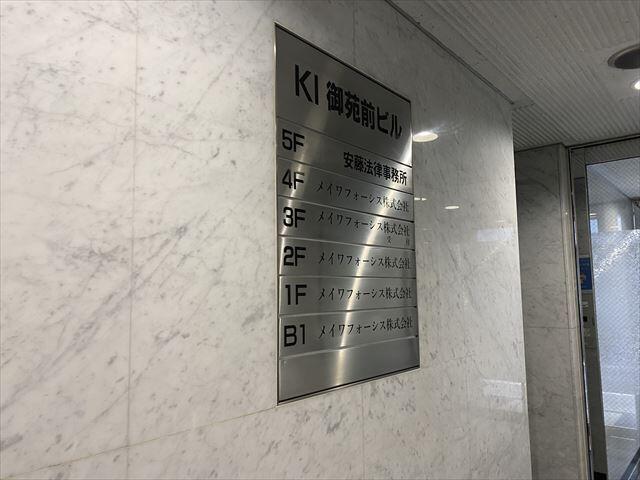 KI 御苑前ビル
5F 安藤法律事務所
4F メイワフォーシス株式会社
3F メイワフォーシス株式会社
受付
2F メイワフォーシス株式会社
1F メイワフォーシス株式会社
B1 メイワフォーシス株式会社